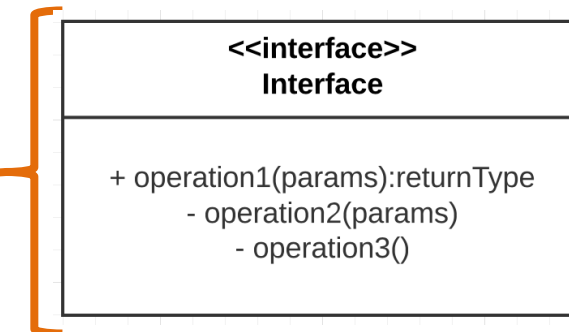 <<interface>>
Interface
+ operation1(params):returnType
- operation2(params)
- operation3()